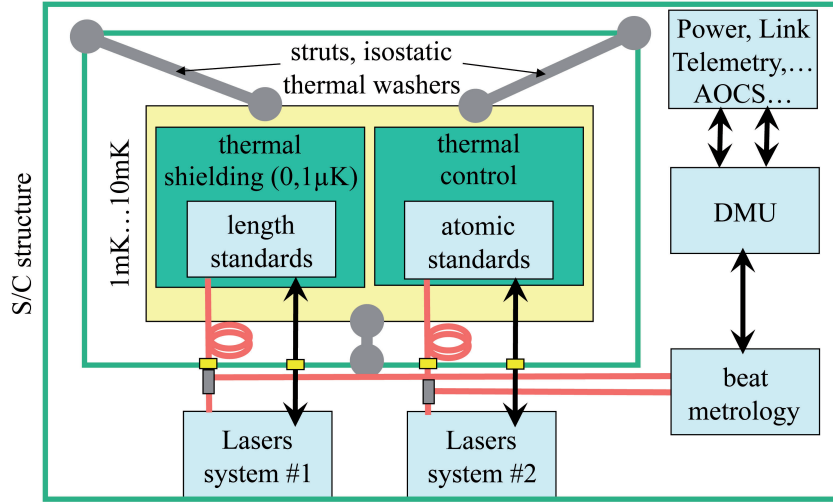 S/C structure
struts, isostatic
thermal washers
1mK…10mK
thermal
shielding (0,1µK)
length
standards
thermal
control
atomic
standards
Power, Link
Telemetry,…
AOCS…
DMU
beat
metrology
Lasers
system #1
Lasers
system #2